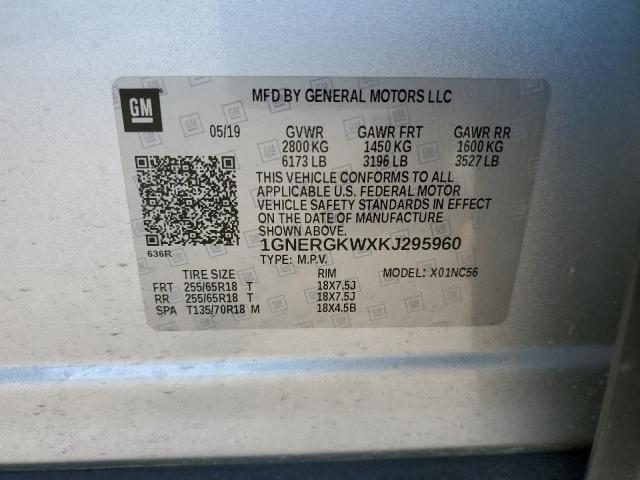 GM
MFD BY GENERAL MOTORS LLC
05/19 GVWR GAWR FRT GAWR RR
2800 KG 1450 KG 1600 KG
6173 LB 3196 LB 3527 LB
THIS VEHICLE CONFORMS TO ALL
APPLICABLE U.S. FEDERAL MOTOR
VEHICLE SAFETY STANDARDS IN EFFECT
ON THE DATE OF MANUFACTURE
SHOWN ABOVE.
636R
1GNERGKWXKJ295960
TYPE: M.P.V.
TIRE SIZE RIM MODEL: X01NC56
FRT 255/65R18 T 18X7.5J
RR 255/65R18 T 18X7.5J
SPA T135/70R18 M 18X4.5B